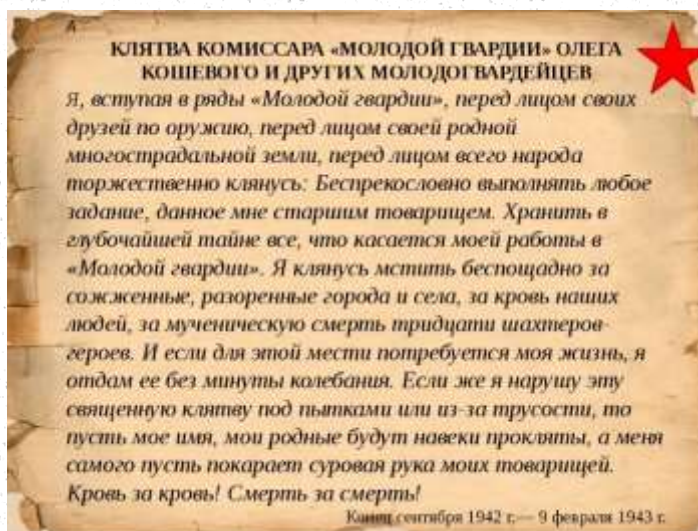 КЛЯТВА КОМИССАРА «МОЛОДОЙ ГВАРДИИ» ОЛЕГА
КОШЕВОГО И ДРУГИХ МОЛОДОГВАРДЕЙЦЕВ
Я, вступая в ряды «Молодой гвардии», перед лицом своих
друзей по оружию, перед лицом своей родной
многострадальной земли, перед лицом всего народа
торжественно клянусь: Беспрекословно выполнять любое
задание, данное мне старшим товарищем. Хранить в
глубочайшей тайне все, что касается моей работы в
«Молодой гвардии». Я клянусь мстить беспощадно за
сожженные, разоренные города и села, за кровь наших
людей, за мученическую смерть тридцати шахтеров-
героев. И если для этой мести потребуется моя жизнь, я
отдам ее без минуты колебания. Если же я нарушу эту
священную клятву под пытками или из-за трусости, то
пусть мое имя, мои родные будут навеки прокляты, а меня
самого пусть покарает суровая рука моих товарищей.
Кровь за кровь! Смерть за смерть!
Конец сентября 1942 г.— 9 февраля 1943 г.